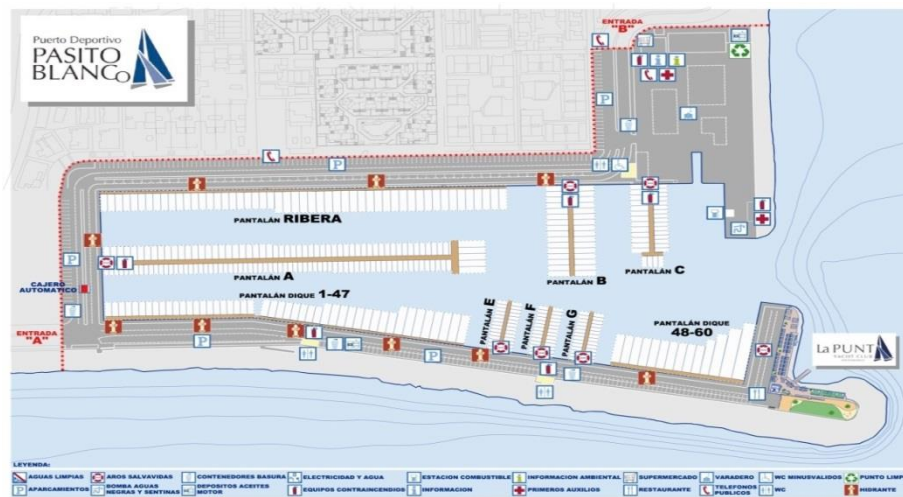 Puerto Deportivo
PASITO
BLANCO
ENTRADA
"B"
PANTALÁN RIBERA
PANTALÁN A
PANTALÁN B
PANTALÁN C
CAJERO
AUTOMATICO
PANTALÁN DIQUE 1-47
PANTALÁN E
PANTALÁN F
PANTALÁN G
PANTALÁN DIQUE
48-60
ENTRADA
"A"
La PUNTA
YACHT CLUB
LEYENDA:
AGUAS LIMPIAS
AROS SALVAVIDAS
CONTENEDORES BASURA
ELECTRICIDAD Y AGUA
ESTACION COMBUSTIBLE
INFORMACION AMBIENTAL
SUPERMERCADO
VARADERO
WC MINUSVALIDOS
PUNTO LIMP
APARCAMIENTOS
BOMBA AGUAS
NEGRAS Y SENTINAS
DEPOSITOS ACEITES
MOTOR
EQUIPOS CONTRAINCENDIOS
INFORMACION
PRIMEROS AUXILIOS
RESTAURANTE
TELEFONOS
PUBLICOS
WC
HIDRANTE